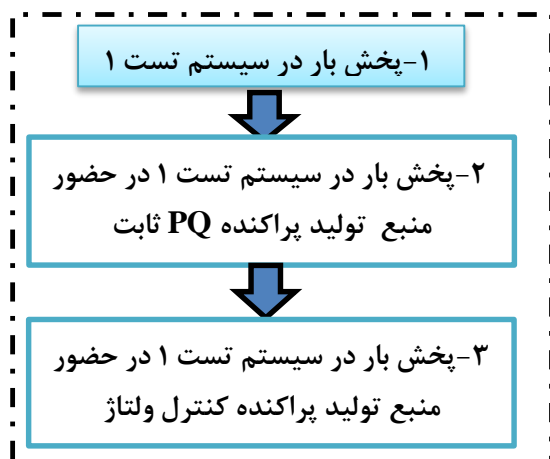 ۱-پخش بار در سیستم تست ۱
۲-پخش بار در سیستم تست ۱ در حضور
منبع تولید پراکنده PQ ثابت
۳-پخش بار در سیستم تست ۱ در حضور
منبع تولید پراکنده کنترل ولتاژ